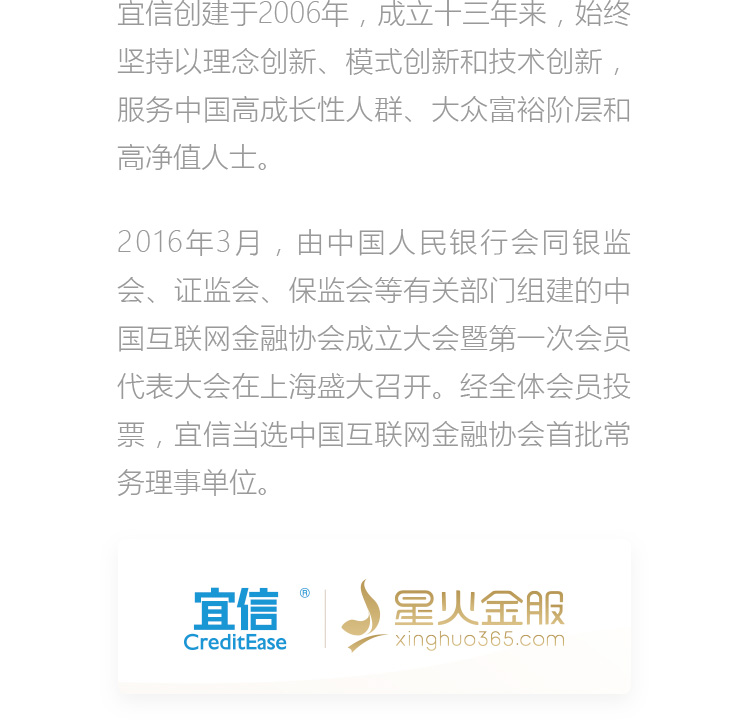 宜信创建于2006年，成立十三年来，始终
坚持以理念创新、模式创新和技术创新，
服务中国高成长性人群、大众富裕阶层和
高净值人士。
2016年3月，由中国人民银行会同银监
会、证监会、保监会等有关部门组建的中
国互联网金融协会成立大会暨第一次会员
代表大会在上海盛大召开。经全体会员投
票，宜信当选中国互联网金融协会首批常
务理事单位。
宜信®
CreditEase
星火金服
xinghuo365.com